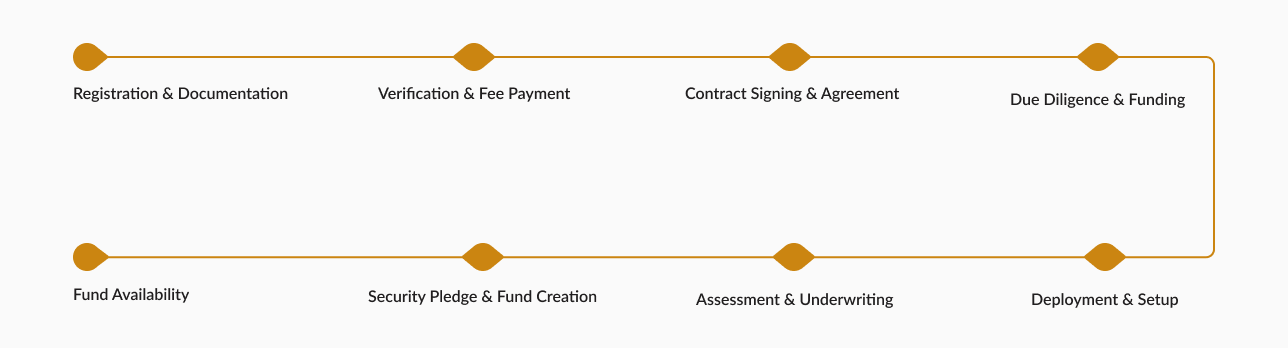 Registration & Documentation
Verification & Fee Payment
Contract Signing & Agreement
Due Diligence & Funding
Fund Availability
Security Pledge & Fund Creation
Assessment & Underwriting
Deployment & Setup